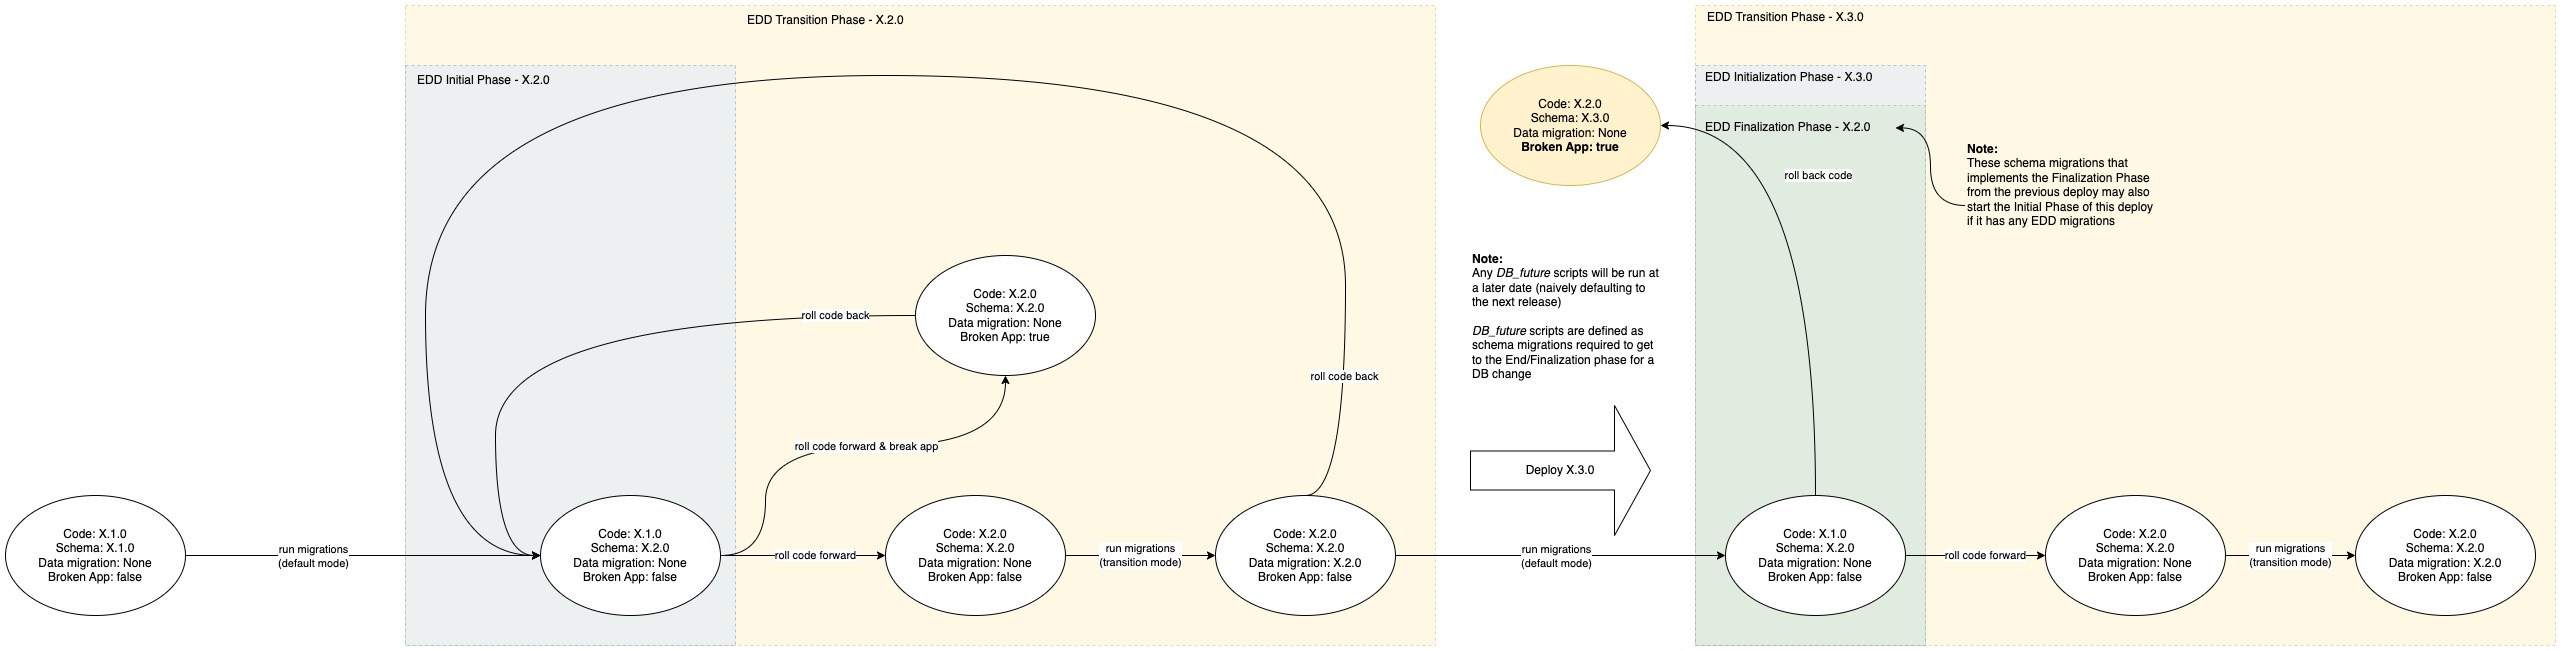 EDD Transition Phase - X.2.0
EDD Initial Phase - X.2.0
roll code back
Code: X.2.0
Schema: X.2.0
Data migration: None
Broken App: true
roll code forward & break app
roll code back
Code: X.1.0
Schema: X.1.0
Data migration: None
Broken App: false
run migrations
(default mode)
Code: X.1.0
Schema: X.2.0
Data migration: None
Broken App: false
roll code forward
Code: X.2.0
Schema: X.2.0
Data migration: None
Broken App: false
run migrations
(transition mode)
Code: X.2.0
Schema: X.2.0
Data migration: X.2.0
Broken App: false
Code: X.2.0
Schema: X.3.0
Data migration: None
Broken App: true
Note:
Any DB_future scripts will be run at
a later date (naively defaulting to
the next release)
DB_future scripts are defined as
schema migrations required to get
to the End/Finalization phase for a
DB change
Deploy X.3.0
run migrations
(default mode)
EDD Transition Phase - X.3.0
EDD Initialization Phase - X.3.0
EDD Finalization Phase - X.2.0
roll back code
Note:
These schema migrations that
implements the Finalization Phase
from the previous deploy may also
start the Initial Phase of this deploy
if it has any EDD migrations
Code: X.1.0
Schema: X.2.0
Data migration: None
Broken App: false
roll code forward
Code: X.2.0
Schema: X.2.0
Data migration: None
Broken App: false
run migrations
(transition mode)
Code: X.2.0
Schema: X.2.0
Data migration: X.2.0
Broken App: false